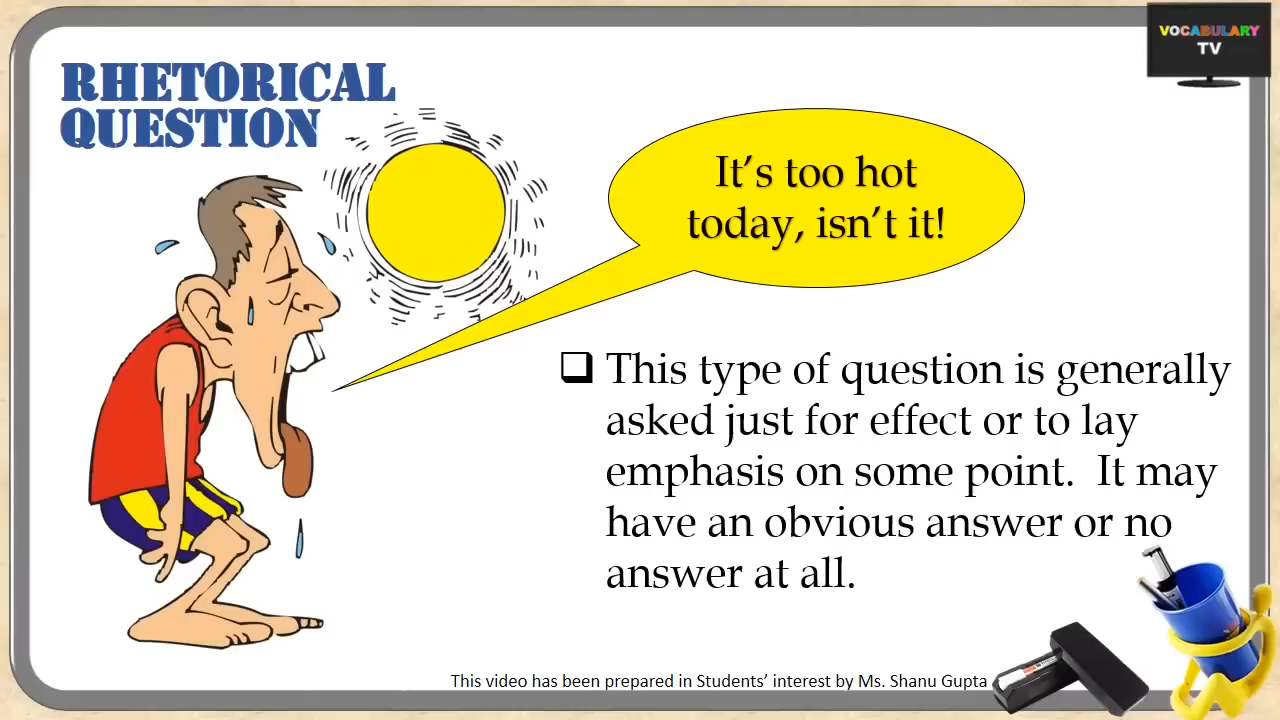 VOCABULARY
TV
RHETORICAL
QUESTION
It's too hot
today, isn't it!
❑ This type of question is generally
asked just for effect or to lay
emphasis on some point.  It may
have an obvious answer or no
answer at all.
This video has been prepared in Students' interest by Ms. Shanu Gupta